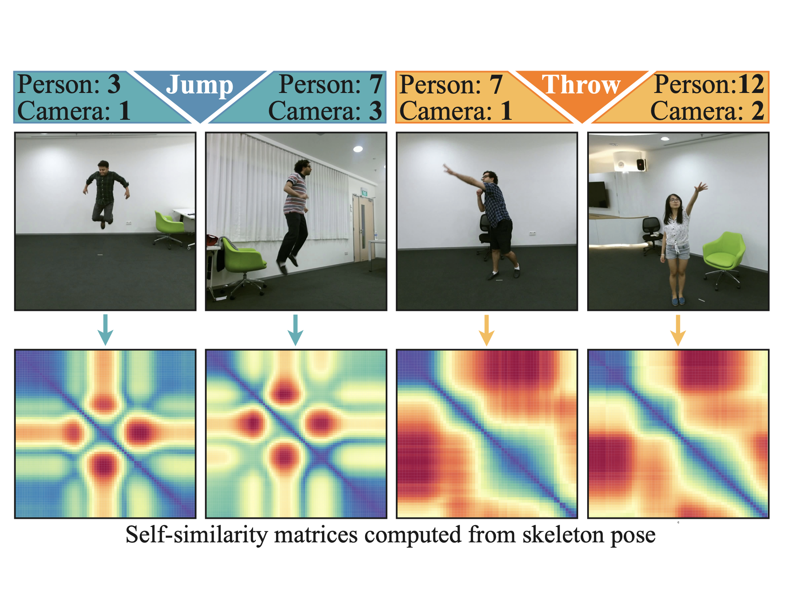 Person: 3
Camera: 1
Jump
Person: 7
Camera: 3
Person: 7
Camera: 1
Throw
Person:12
Camera: 2
Self-similarity matrices computed from skeleton pose